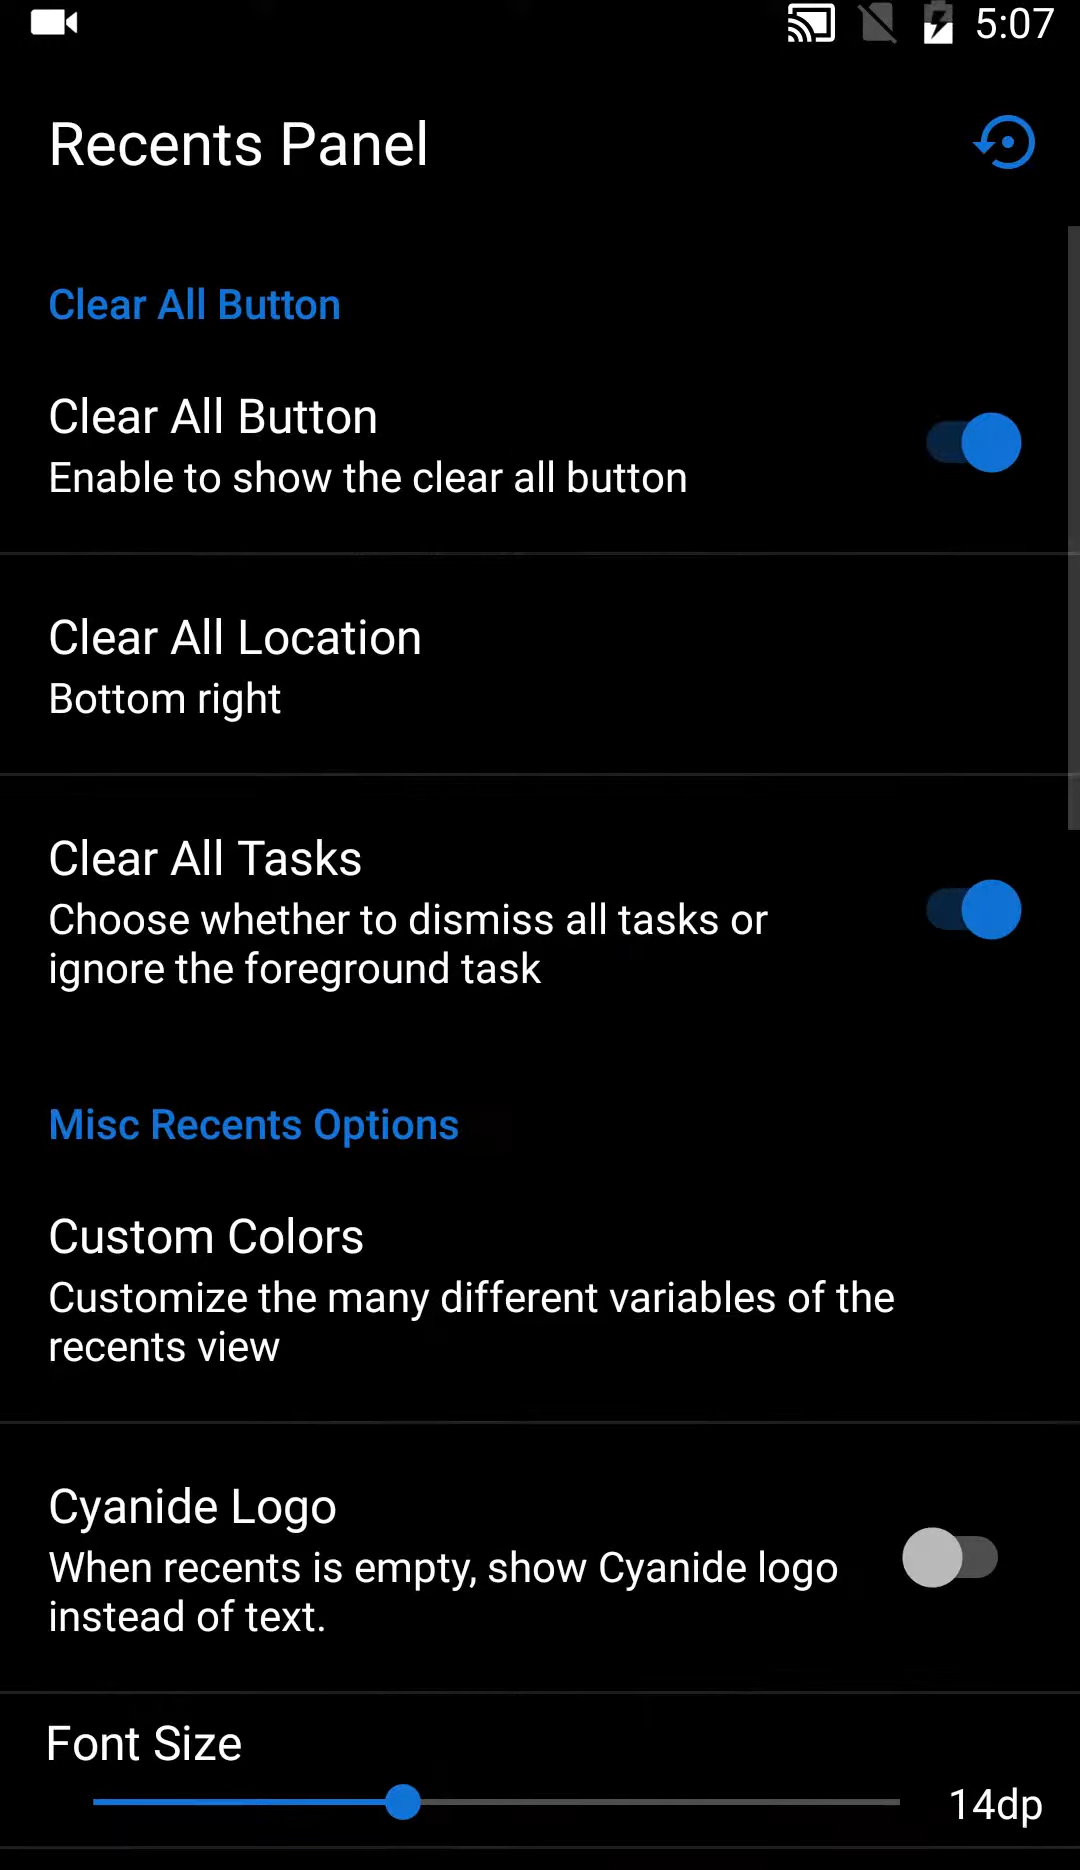 5:07
Recents Panel
Clear All Button
Clear All Button
Enable to show the clear all button
Clear All Location
Bottom right
Clear All Tasks
Choose whether to dismiss all tasks or
ignore the foreground task
Misc Recents Options
Custom Colors
Customize the many different variables of the
recents view
Cyanide Logo
When recents is empty, show Cyanide logo
instead of text.
Font Size
14dp